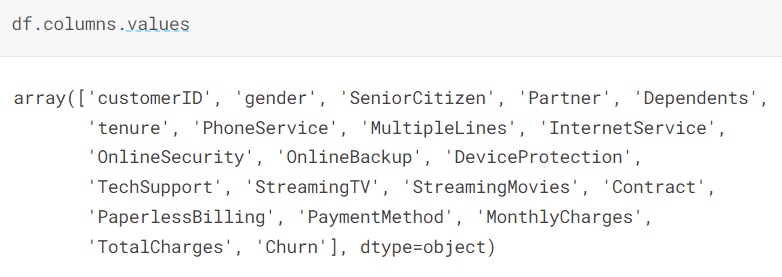 df.columns.values
array(['customerID', 'gender', 'SeniorCitizen', 'Partner', 'Dependents',
'tenure', 'PhoneService', 'MultipleLines', 'InternetService',
'OnlineSecurity', 'OnlineBackup', 'DeviceProtection',
'TechSupport', 'StreamingTV', 'StreamingMovies', 'Contract',
'PaperlessBilling', 'PaymentMethod', 'MonthlyCharges',
'TotalCharges', 'Churn'], dtype=object)